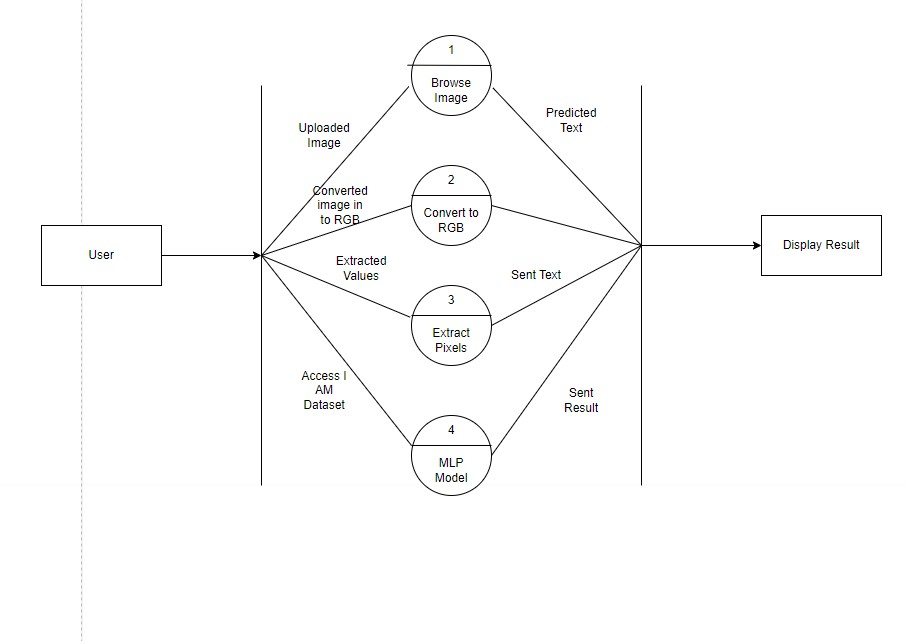 1
Browse
Image
Uploaded
Image
Predicted
Text
2
Convert to
RGB
Converted
image in
to RGB
User
Display Result
Extracted
Values
Sent Text
3
Extract
Pixels
Access I
AM
Dataset
Sent
Result
4
MLP
Model